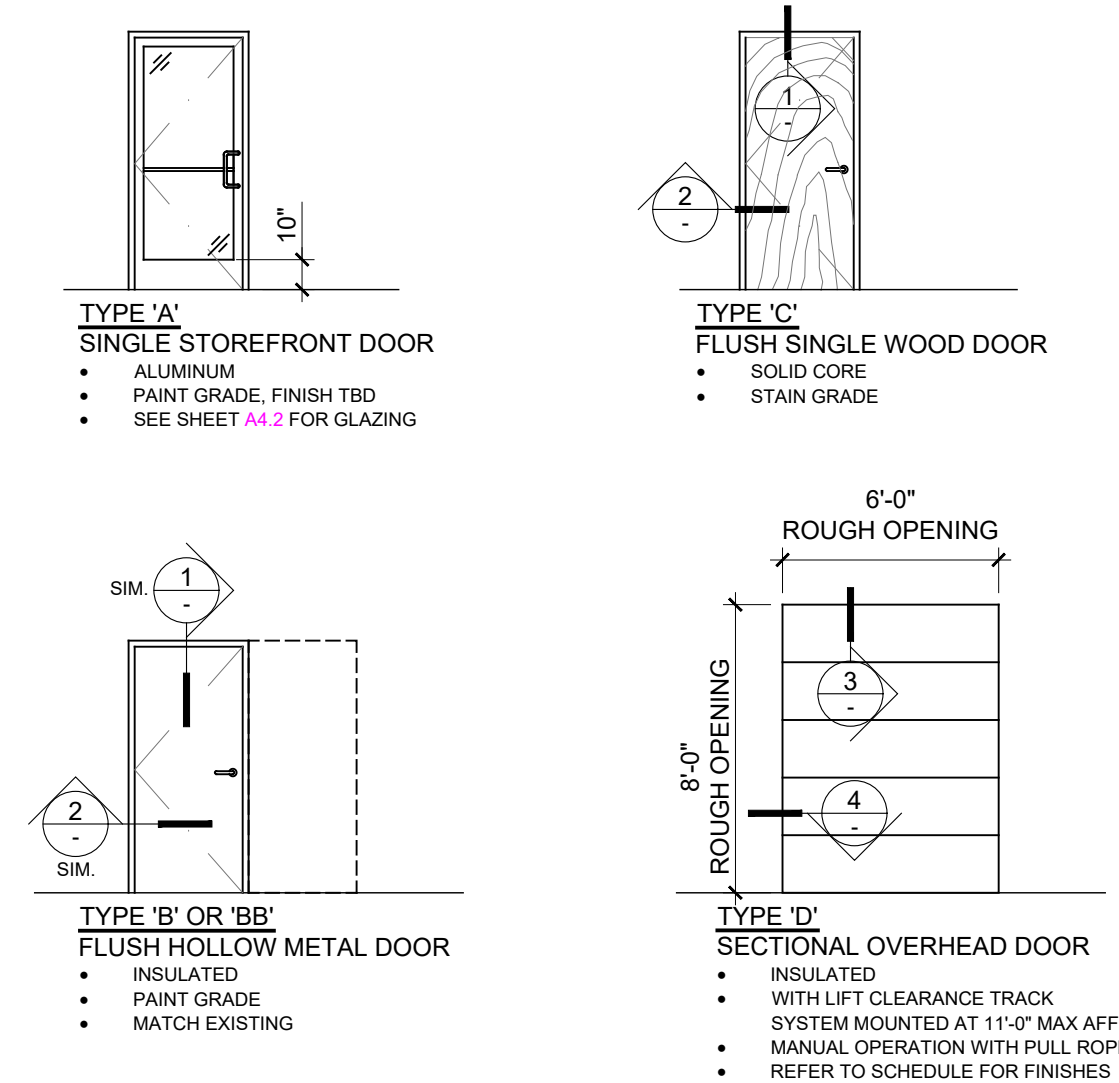 10"
TYPE 'A'
SINGLE STOREFRONT DOOR
• ALUMINUM
• PAINT GRADE, FINISH TBD
• SEE SHEET A4.2 FOR GLAZING
1
-
2
-
TYPE 'C'
FLUSH SINGLE WOOD DOOR
• SOLID CORE
• STAIN GRADE
SIM.
1
-
2
-
SIM.
TYPE 'B' OR 'BB'
FLUSH HOLLOW METAL DOOR
• INSULATED
• PAINT GRADE
• MATCH EXISTING
6'-0"
ROUGH OPENING
8'-0"
ROUGH OPENING
3
-
4
-
TYPE 'D'
SECTIONAL OVERHEAD DOOR
• INSULATED
• WITH LIFT CLEARANCE TRACK
SYSTEM MOUNTED AT 11'-0" MAX AFF
• MANUAL OPERATION WITH PULL ROP
• REFER TO SCHEDULE FOR FINISHES